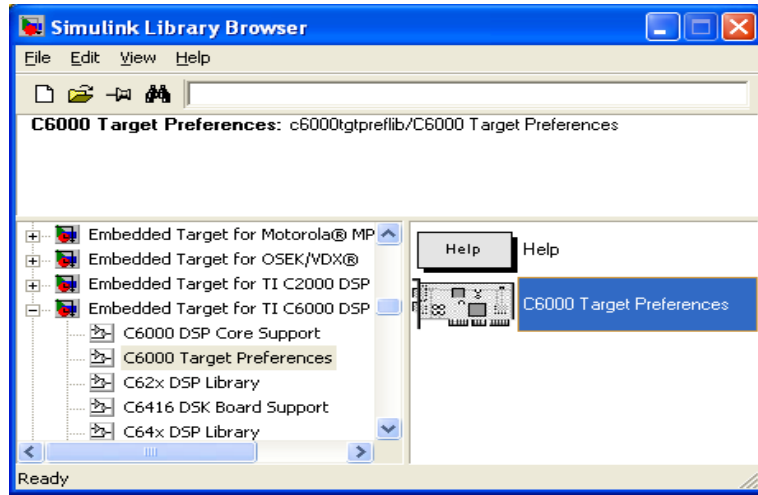 Simulink Library Browser
File Edit View Help
C6000 Target Preferences: c6000tgtpreflib/C6000 Target Preferences
Embedded Target for Motorola® MP
Embedded Target for OSEK/VDX®
Embedded Target for TI C2000 DSP
Embedded Target for TI C6000 DSP
C6000 DSP Core Support
C6000 Target Preferences
C62x DSP Library
C6416 DSK Board Support
C64x DSP Library
Help Help
C6000 Target Preferences
Ready